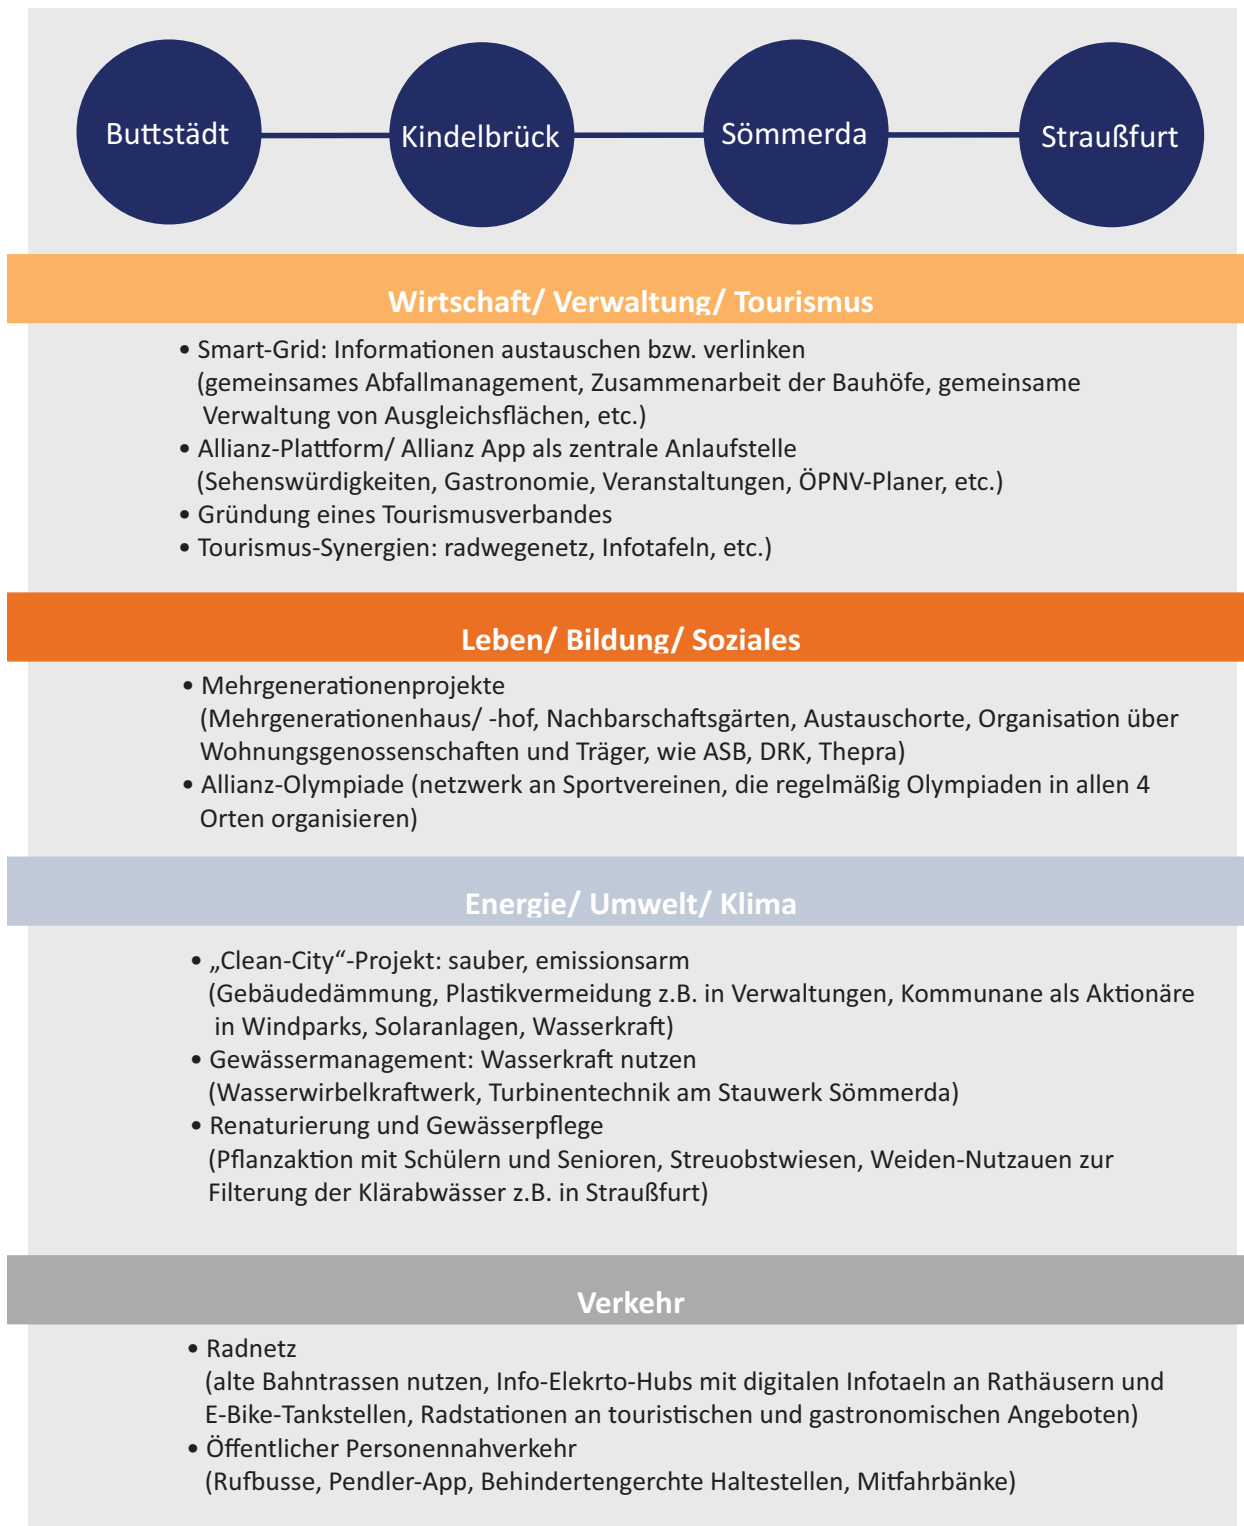 Buttstädt
Kindelbrück
Sömmerda
Straußfurt
Wirtschaft/ Verwaltung/ Tourismus
• Smart-Grid: Informationen austauschen bzw. verlinken
(gemeinsames Abfallmanagement, Zusammenarbeit der Bauhöfe, gemeinsame
Verwaltung von Ausgleichsflächen, etc.)
• Allianz-Plattform/ Allianz App als zentrale Anlaufstelle
(Sehenswürdigkeiten, Gastronomie, Veranstaltungen, ÖPNV-Planer, etc.)
• Gründung eines Tourismusverbandes
• Tourismus-Synergien: radwegenetz, Infotafeln, etc.)
Leben/ Bildung/ Soziales
• Mehrgenerationenprojekte
(Mehrgenerationenhaus/ -hof, Nachbarschaftsgärten, Austauschorte, Organisation über
Wohnungsgenossenschaften und Träger, wie ASB, DRK, Thepra)
• Allianz-Olympiade (netzwerk an Sportvereinen, die regelmäßig Olympiaden in allen 4
Orten organisieren)
Energie/ Umwelt/ Klima
• „Clean-City“-Projekt: sauber, emissionsarm
(Gebäudedämmung, Plastikvermeidung z.B. in Verwaltungen, Kommunane als Aktionäre
in Windparks, Solaranlagen, Wasserkraft)
• Gewässermanagement: Wasserkraft nutzen
(Wasserwirbelkraftwerk, Turbinentechnik am Stauwerk Sömmerda)
• Renaturierung und Gewässerpflege
(Pflanzaktion mit Schülern und Senioren, Streuobstwiesen, Weiden-Nutzauen zur
Filterung der Klärabwässer z.B. in Straußfurt)
Verkehr
• Radnetz
(alte Bahntrassen nutzen, Info-Elekrto-Hubs mit digitalen Infotaeln an Rathäusern und
E-Bike-Tankstellen, Radstationen an touristischen und gastronomischen Angeboten)
• Öffentlicher Personennahverkehr
(Rufbusse, Pendler-App, Behindertengerchte Haltestellen, Mitfahrbänke)